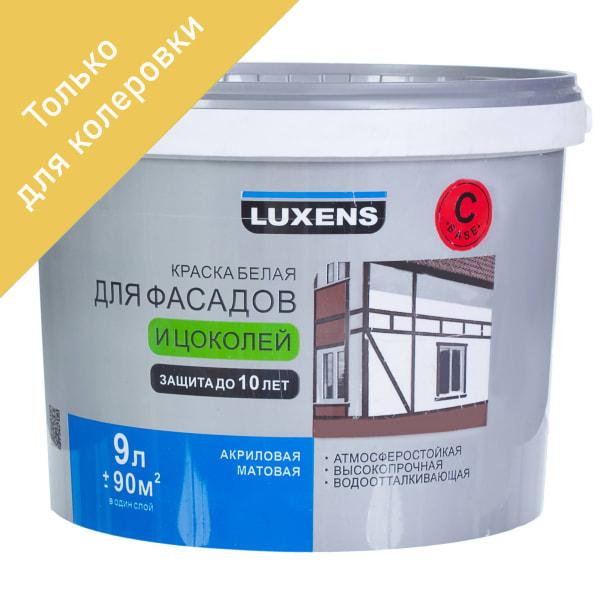 Только
для колеровки
LUXENS
C
BASE
КРАСКА БЕЛАЯ
ДЛЯ ФАСАДОВ
И ЦОКОЛЕЙ
ЗАЩИТА ДО 10 ЛЕТ
9 л
± 90м²
в один слой
АКРИЛОВАЯ
МАТОВАЯ
· АТМОСФЕРОСТОЙКАЯ
· ВЫСОКОПРОЧНАЯ
· ВОДООТТАЛКИВАЮЩАЯ